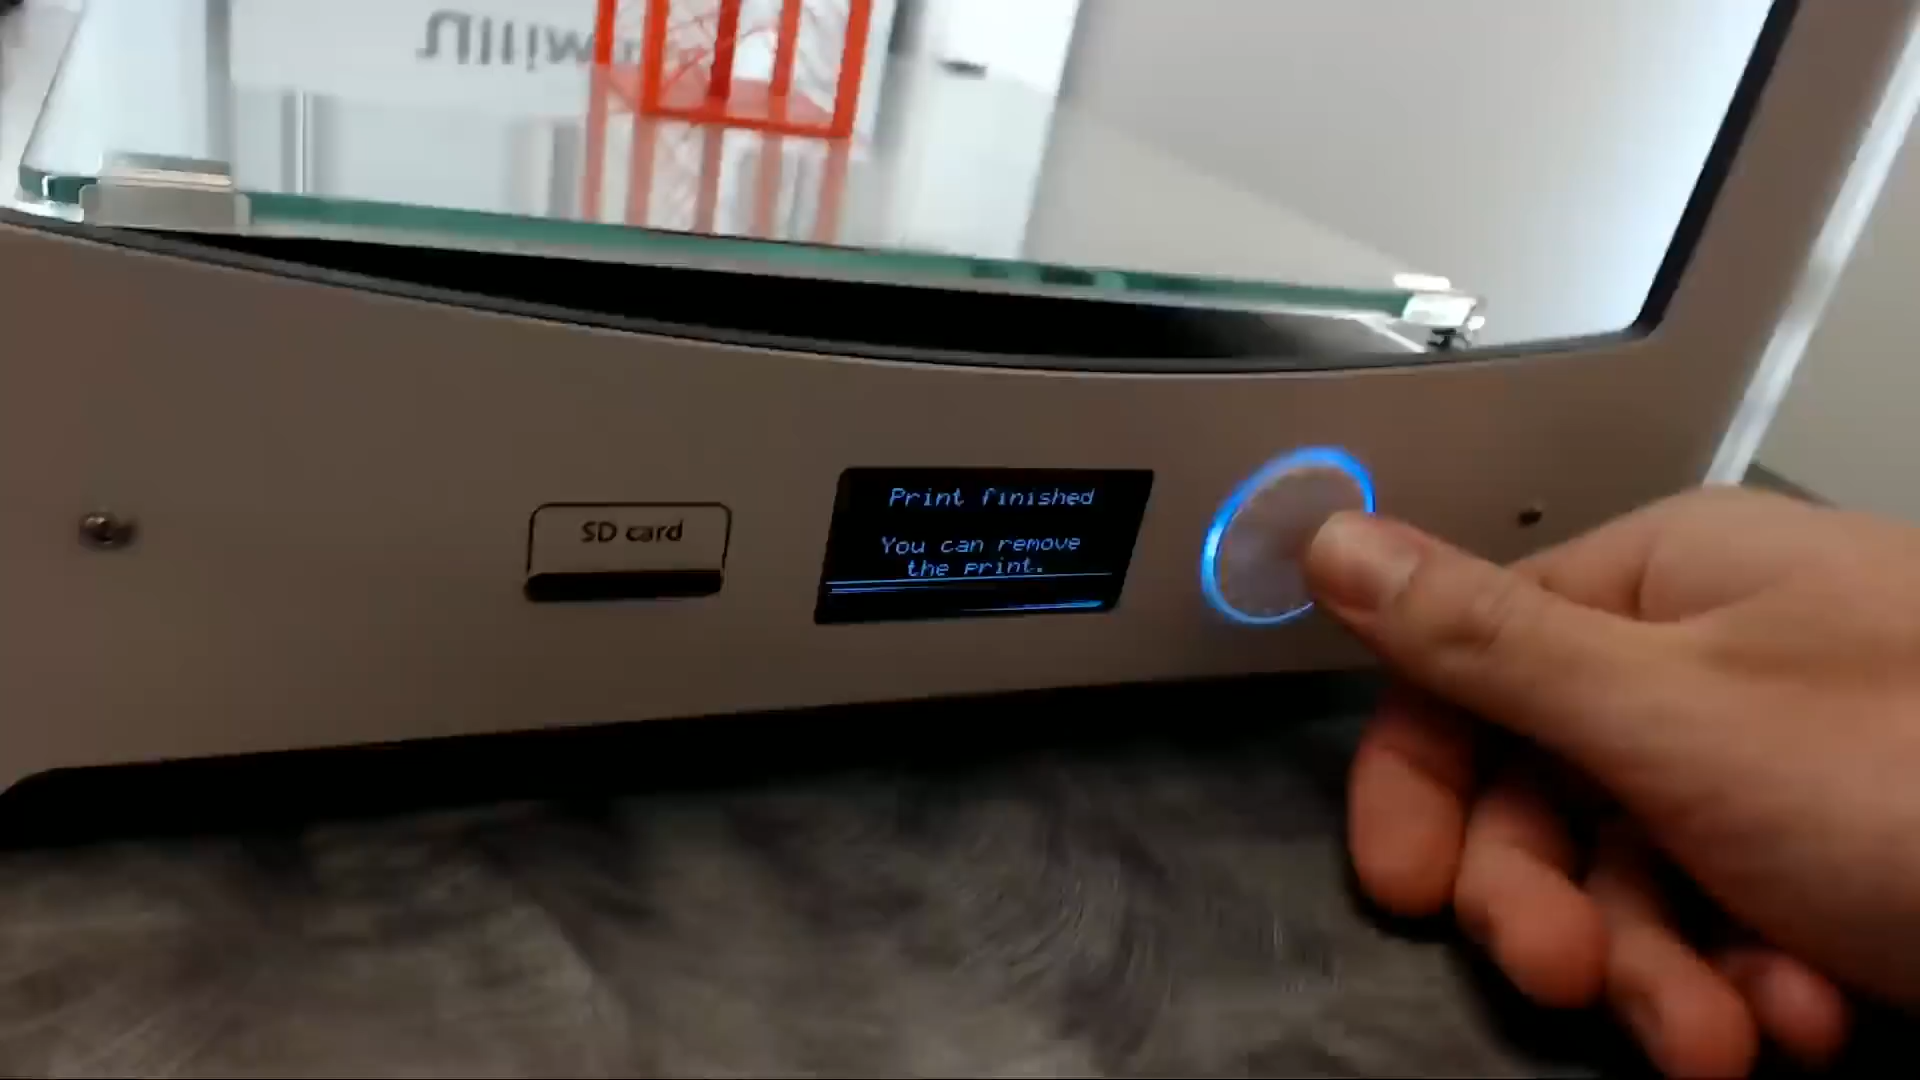 SD card
Print finished
You can remove
the print.